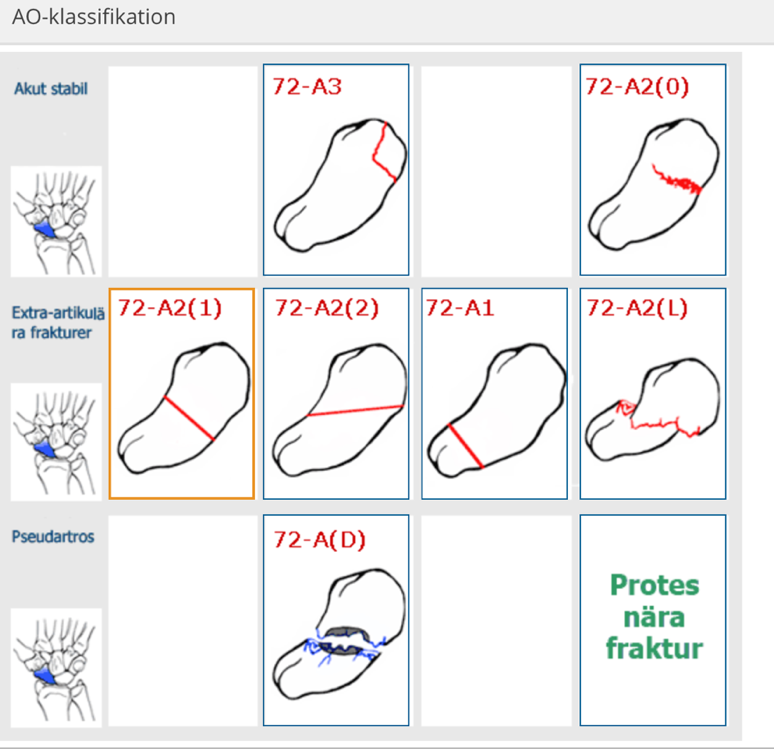 AO-klassifikation
Akut stabil
72-A3
72-A2(0)
Extra-artikulä
ra frakturer
72-A2(1)
72-A2(2)
72-A1
72-A2(L)
Pseudartros
72-A(D)
Protes
nära
fraktur